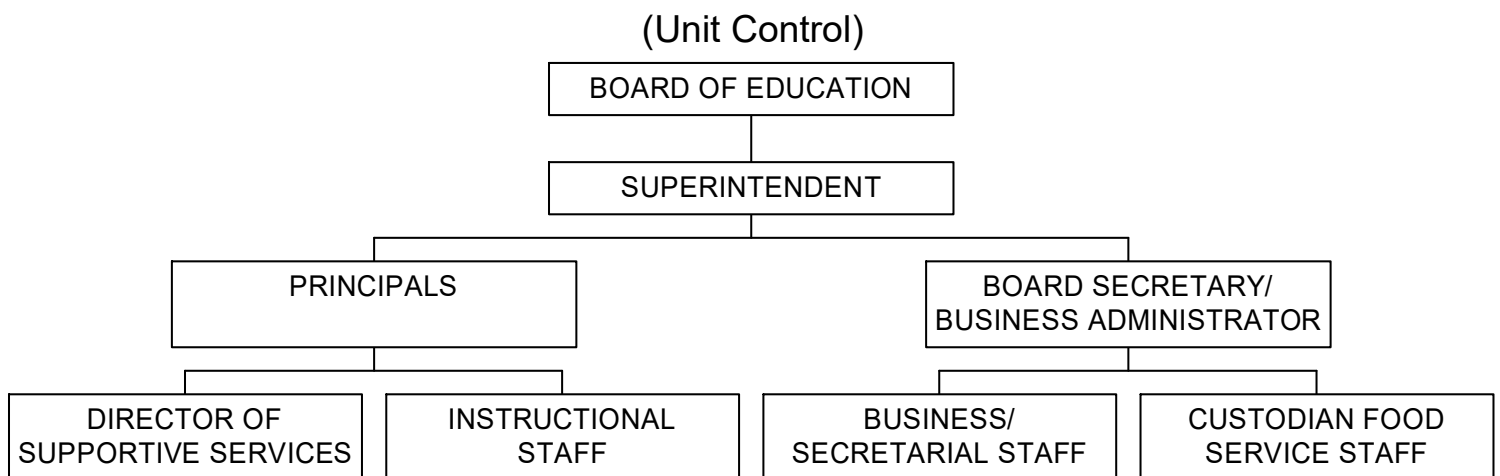 (Unit Control)
BOARD OF EDUCATION
SUPERINTENDENT
PRINCIPALS
BOARD SECRETARY/
BUSINESS ADMINISTRATOR
DIRECTOR OF
SUPPORTIVE SERVICES
INSTRUCTIONAL
STAFF
BUSINESS/
SECRETARIAL STAFF
CUSTODIAN FOOD
SERVICE STAFF